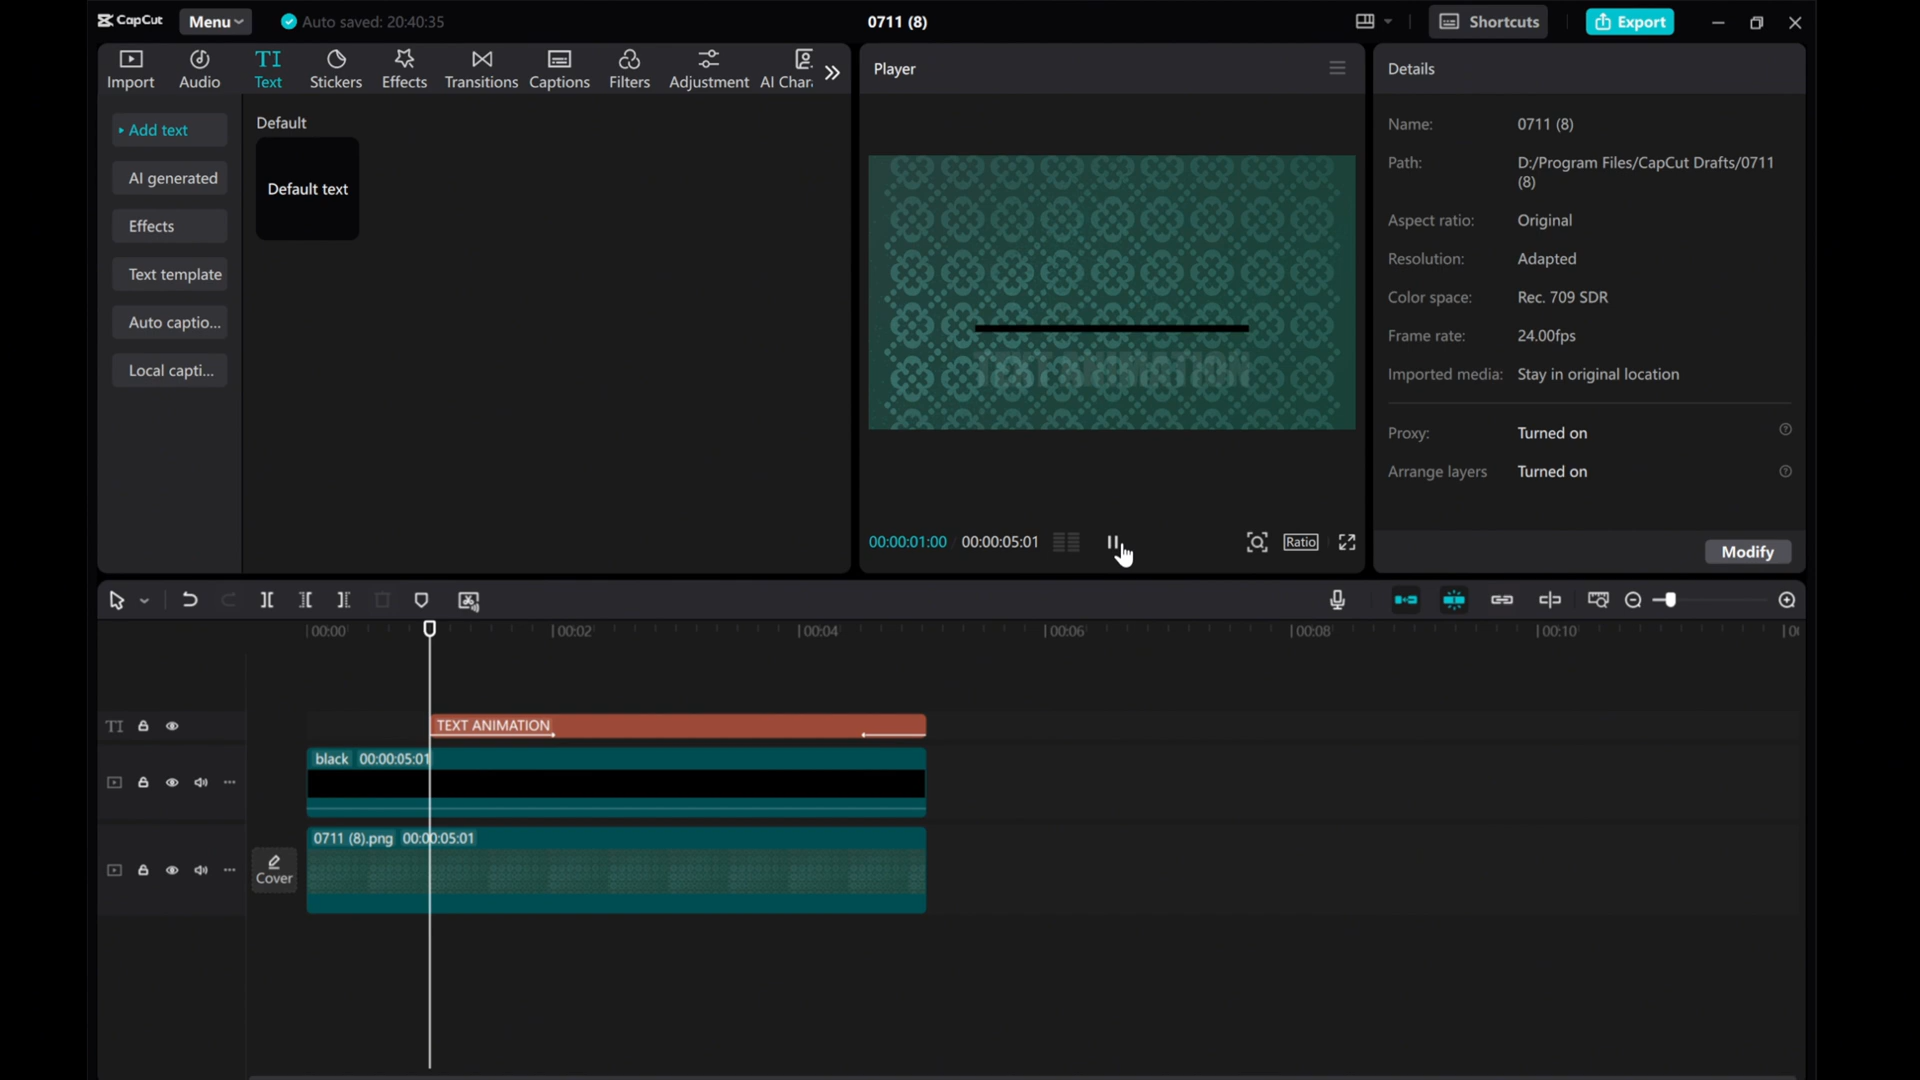 CapCut
Menu
Auto saved: 20:40:35
0711 (8)
Shortcuts
Export
Import
Audio
TI
Text
Stickers
Effects
Transitions
Captions
Filters
Adjustment
AI Char
Player
Details
Add text
AI generated
Effects
Text template
Auto captio...
Local capti...
Default
Default text
TEXT ANIMATION
00:00:01:00
00:00:05:01
Ratio
Name: 0711 (8)
Path: D:/Program Files/CapCut Drafts/0711
(8)
Aspect ratio: Original
Resolution: Adapted
Color space: Rec. 709 SDR
Frame rate: 24.00fps
Imported media: Stay in original location
Proxy: Turned on
Arrange layers Turned on
Modify
00:00
00:02
00:04
00:06
00:08
00:10
TI
TEXT ANIMATION
black 00:00:05:01
0711 (8).png 00:00:05:01
Cover